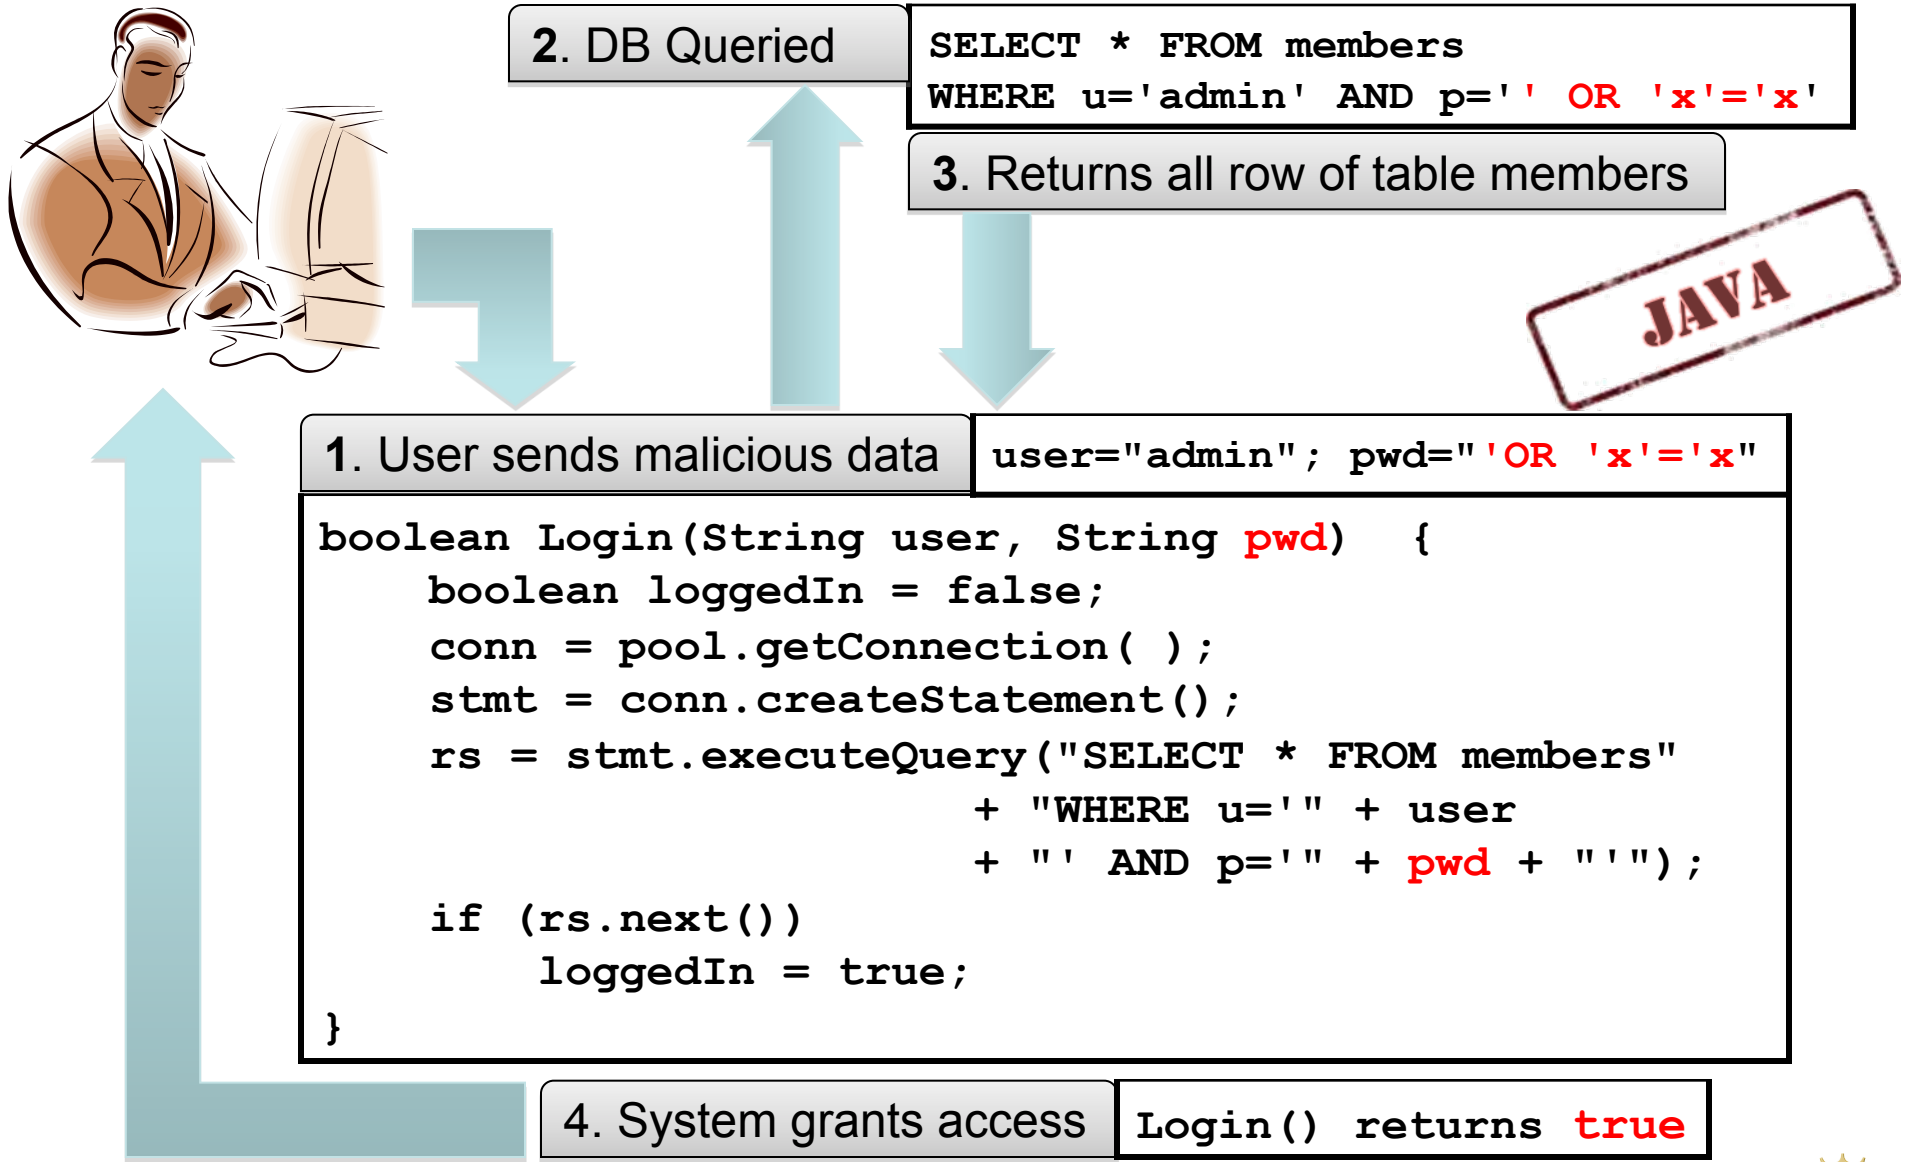 2. DB Queried
SELECT * FROM members
WHERE u='admin' AND p='' OR 'x'='x'
3. Returns all row of table members
JAVA
1. User sends malicious data
user="admin"; pwd="'OR 'x'='x"
boolean Login(String user, String pwd) {
boolean loggedIn = false;
conn = pool.getConnection( );
stmt = conn.createStatement();
rs = stmt.executeQuery("SELECT * FROM members"
+ "WHERE u='" + user
+ "' AND p='" + pwd + "'");
if (rs.next())
loggedIn = true;
}
4. System grants access
Login() returns true